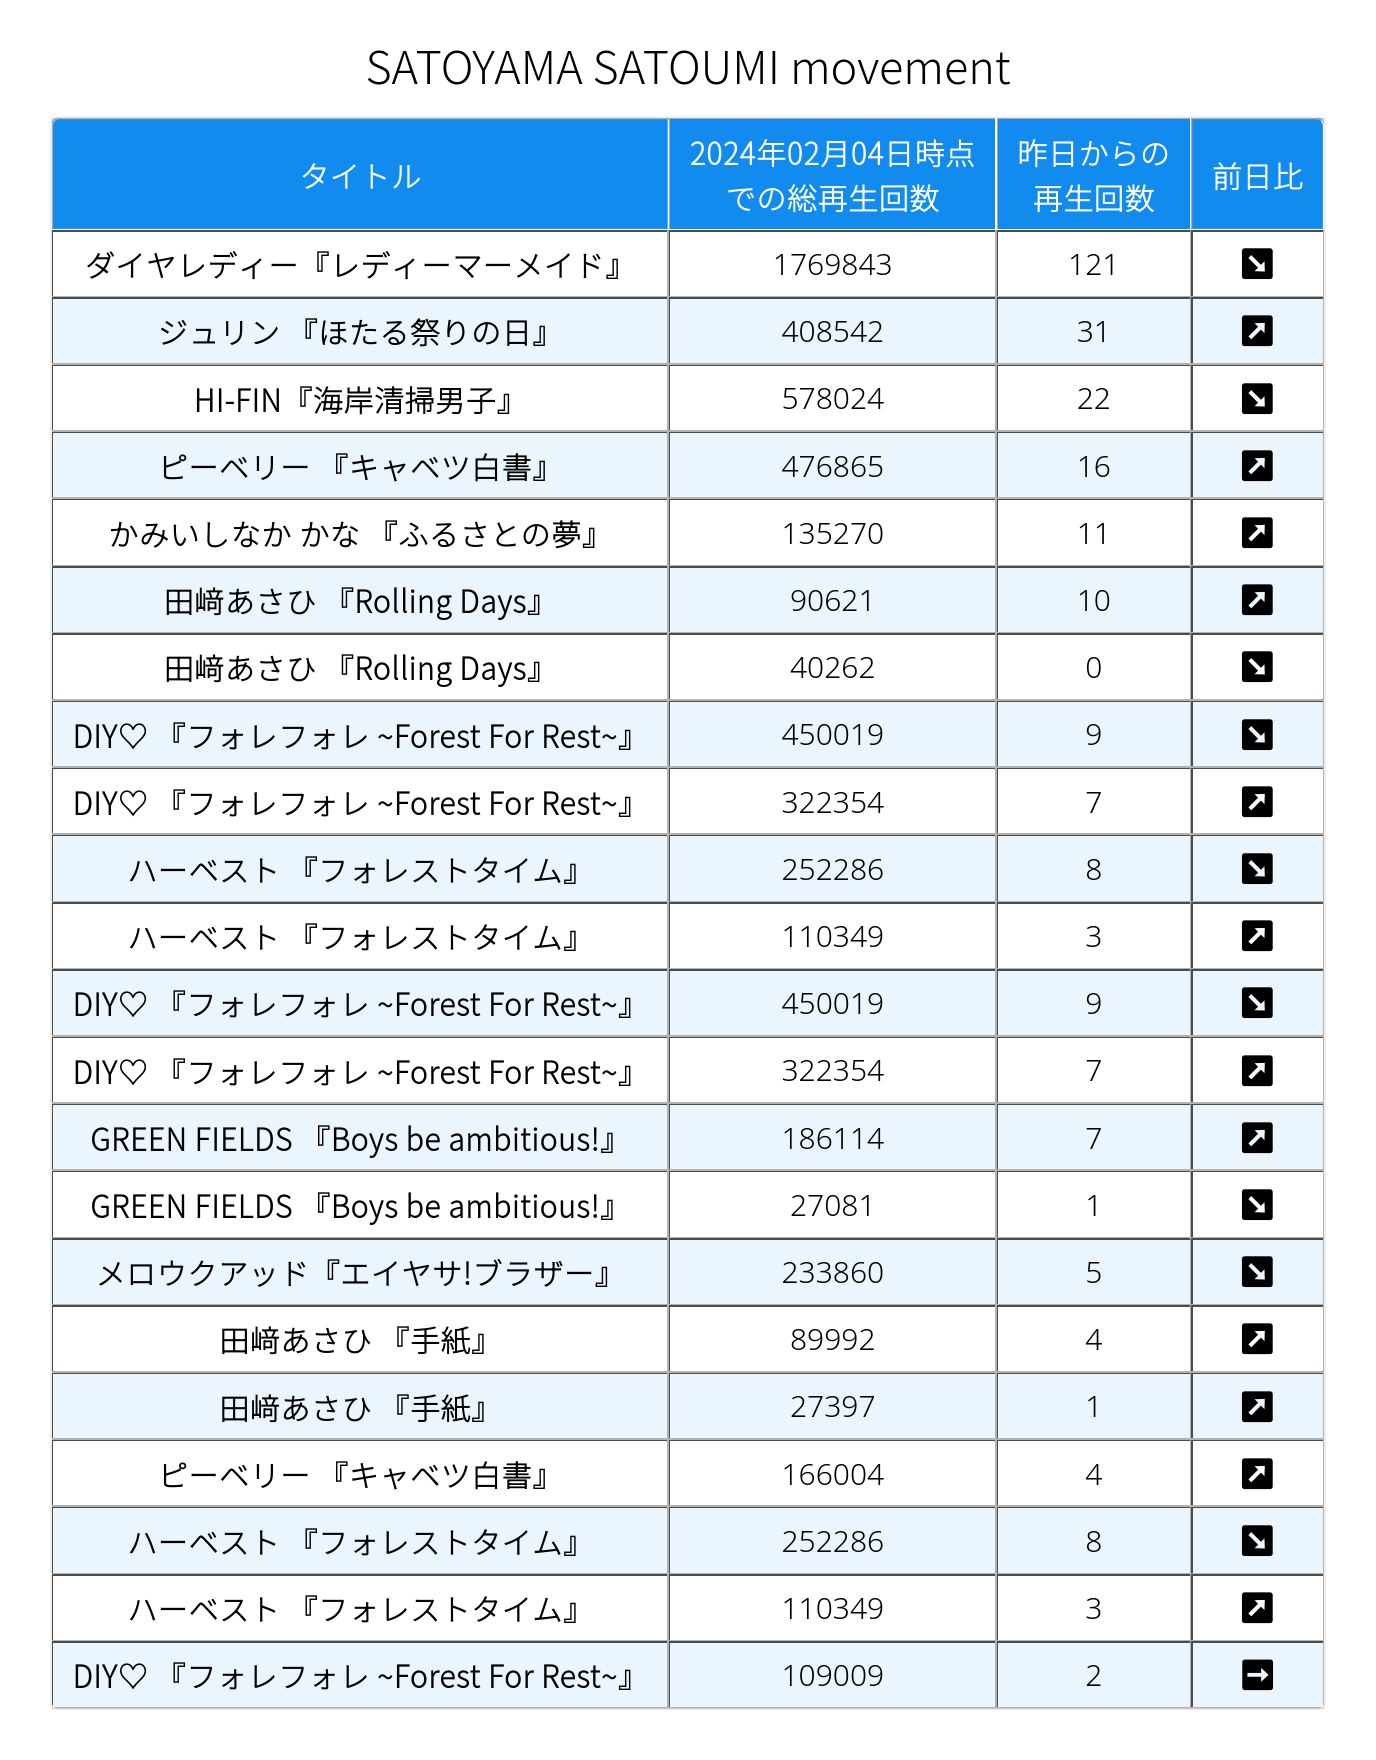 SATOYAMA SATOUMI movement
タイトル 2024年02月04日時点での総再生回数 昨日からの再生回数 前日比
ダイヤレディー『レディーマーメイド』 1769843 121 ↘
ジュリン 『ほたる祭りの日』 408542 31 ↗
HI-FIN『海岸清掃男子』 578024 22 ↘
ピーベリー 『キャベツ白書』 476865 16 ↗
かみいしなか かな 『ふるさとの夢』 135270 11 ↗
田﨑あさひ 『Rolling Days』 90621 10 ↗
田﨑あさひ 『Rolling Days』 40262 0 ↘
DIY♡ 『フォレフォレ ~Forest For Rest~』 450019 9 ↘
DIY♡ 『フォレフォレ ~Forest For Rest~』 322354 7 ↗
ハーベスト 『フォレストタイム』 252286 8 ↘
ハーベスト 『フォレストタイム』 110349 3 ↗
DIY♡ 『フォレフォレ ~Forest For Rest~』 450019 9 ↘
DIY♡ 『フォレフォレ ~Forest For Rest~』 322354 7 ↗
GREEN FIELDS 『Boys be ambitious!』 186114 7 ↗
GREEN FIELDS 『Boys be ambitious!』 27081 1 ↘
メロウクアッド『エイヤサ!ブラザー』 233860 5 ↘
田﨑あさひ 『手紙』 89992 4 ↗
田﨑あさひ 『手紙』 27397 1 ↗
ピーベリー 『キャベツ白書』 166004 4 ↗
ハーベスト 『フォレストタイム』 252286 8 ↘
ハーベスト 『フォレストタイム』 110349 3 ↗
DIY♡ 『フォレフォレ ~Forest For Rest~』 109009 2 →